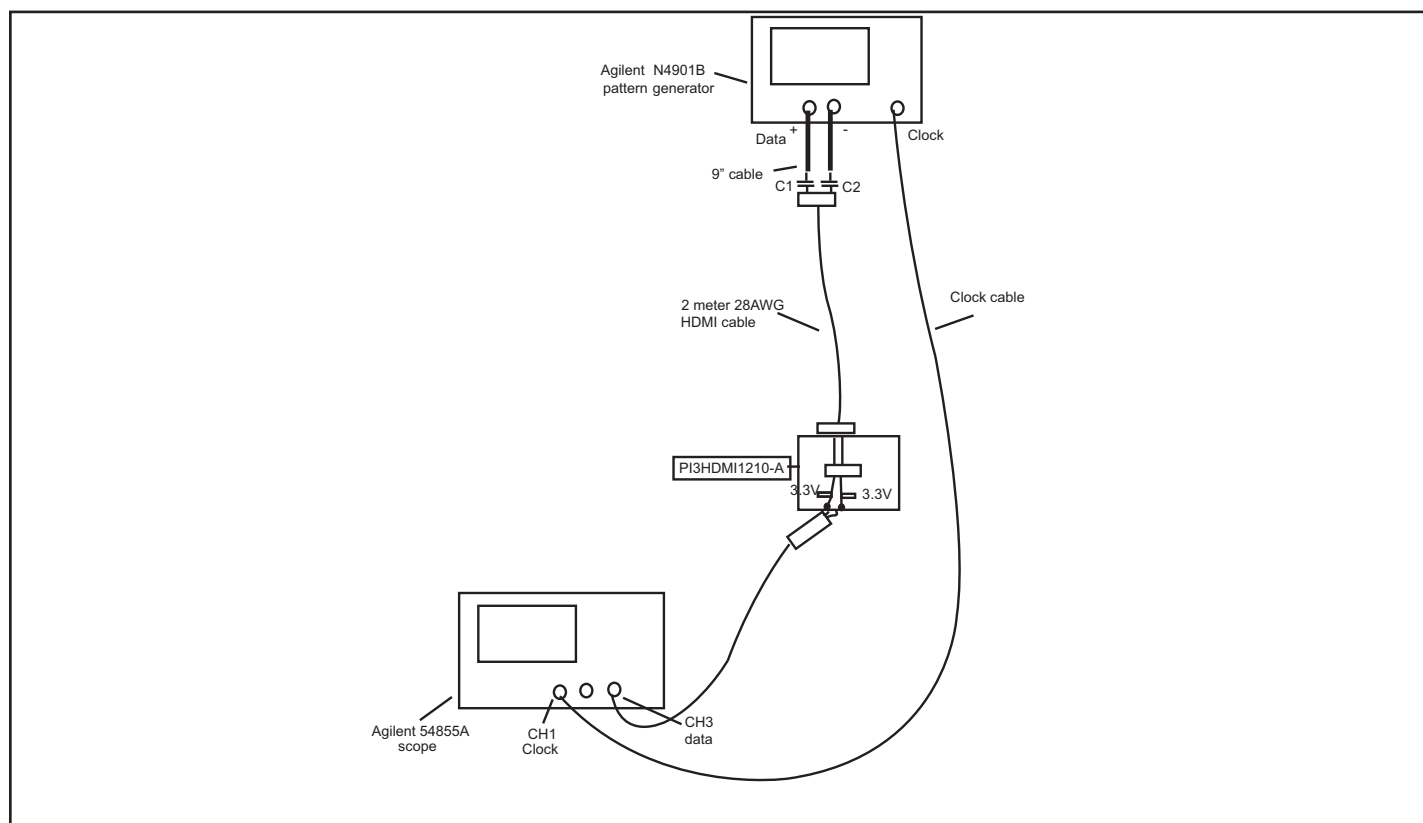 Agilent N4901B
pattern generator
Data
+
-
Clock
9” cable
C1
C2
2 meter 28AWG
HDMI cable
Clock cable
PI3HDMI1210-A
3.3V
3.3V
Agilent 54855A
scope
CH1
Clock
CH3
data